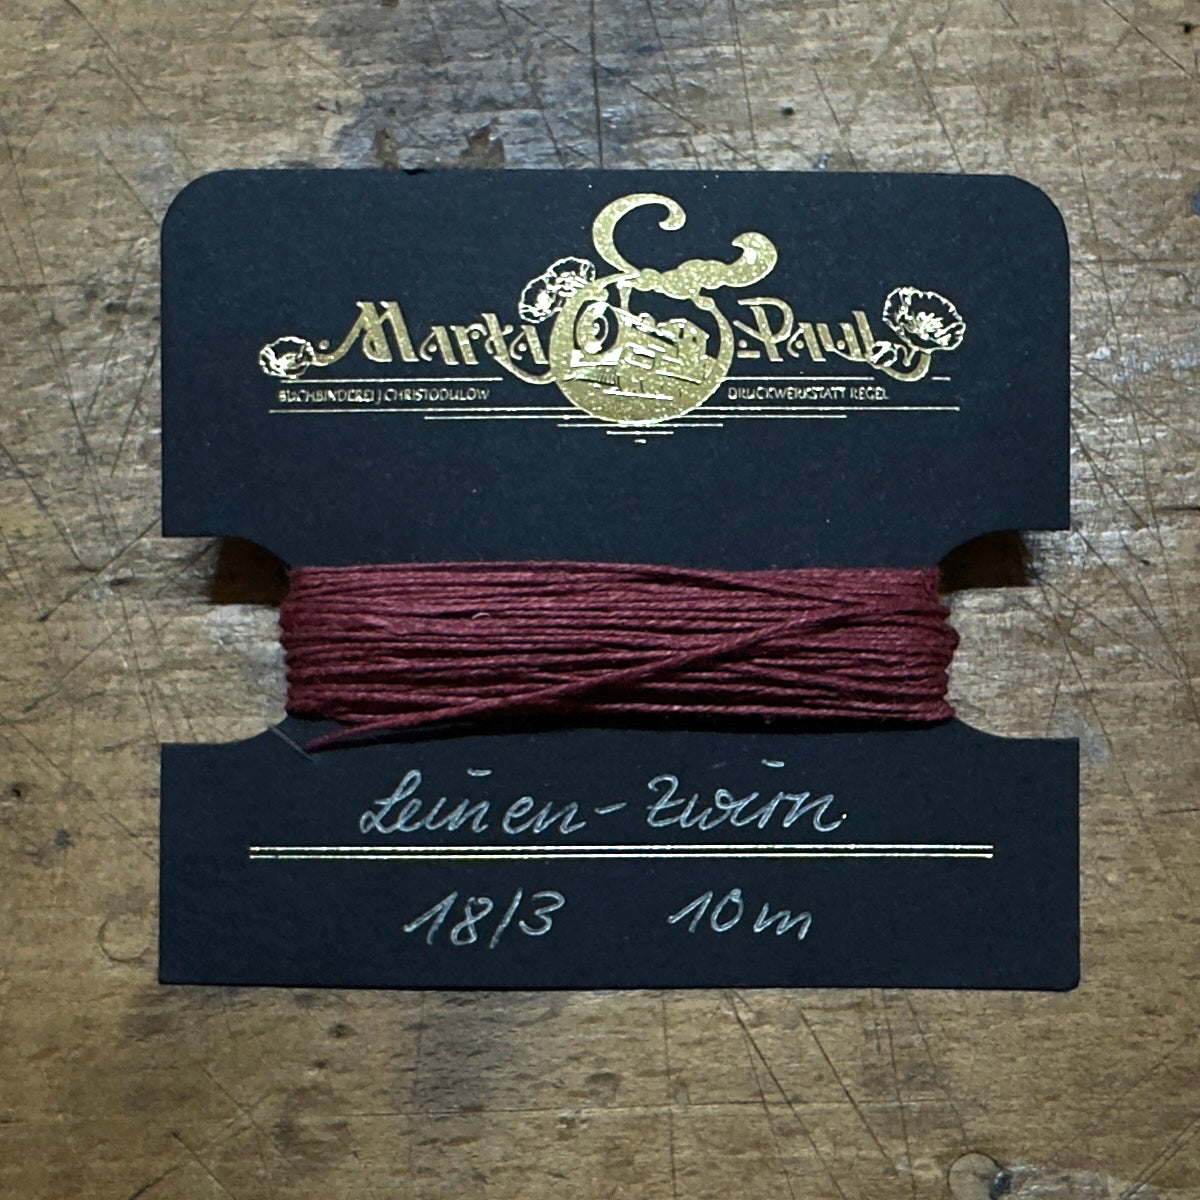 Marta & Paul
BUCHBINDEREI J CHRISTODULOW DRUCKWERKSTATT REGEL
Leinen-Zwirn
18/3 10m